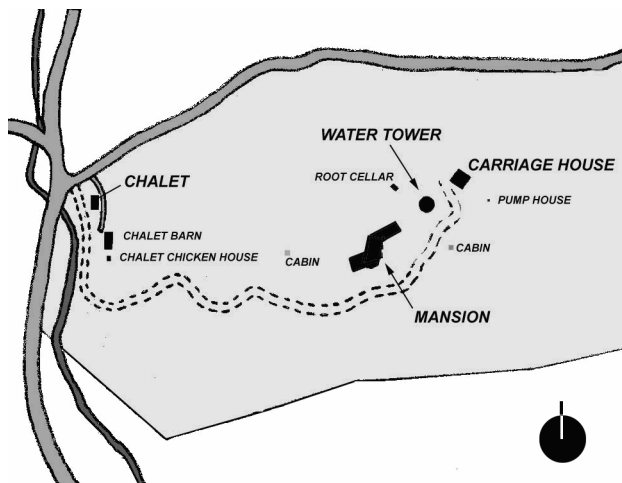 WATER TOWER
CARRIAGE HOUSE
ROOT CELLAR
CHALET
PUMP HOUSE
CHALET BARN
CHALET CHICKEN HOUSE
CABIN
CABIN
MANSION